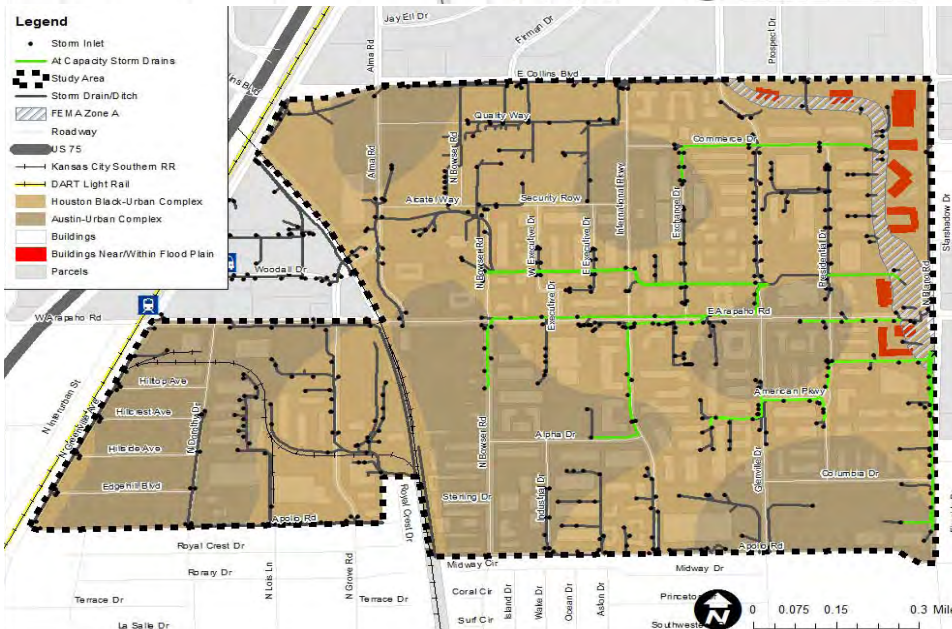 Legend
Storm Inlet
At Capacity Storm Drains
Study Area
Storm Drain/Ditch
FEMA Zone A
Roadway
US 75
Kansas City Southern RR
DART Light Rail
Houston Black-Urban Complex
Austin-Urban Complex
Buildings
Buildings Near/Within Flood Plain
Parcels
Jay Ell Dr
Firman Dr
Alma Rd
Prospect Dr
E Collins Blvd
Quality Way
Commerce Dr
Alma Rd
N Bowser Rd
International Pkwy
Exchange Dr
Alcatel Way
Security Row
Starshadow Dr
N Bowser Rd
W Executive Dr
E Executive Dr
Presidential Dr
Woodall Dr
Executive Dr
W Arapaho Rd
E Arapaho Rd
N Interurban St
N Greenville Ave
Hilltop Ave
American Pkwy
Hillcrest Ave
N Dorothy Dr
Alpha Dr
N Bowser Rd
Hillside Ave
Glenville Dr
Columbia Dr
Edgehill Blvd
Royal Crest Dr
Sterling Dr
Industrial Dr
Apollo Rd
Apollo Rd
Royal Crest Dr
Midway Cir
Midway Dr
Rorary Dr
N Lois Ln
N Grove Rd
Coral Cir
Island Dr
Wake Dr
Ocean Dr
Aston Dr
Terrace Dr
Terrace Dr
La Salle Dr
Surf Cir
N
0 0.075 0.15 0.3